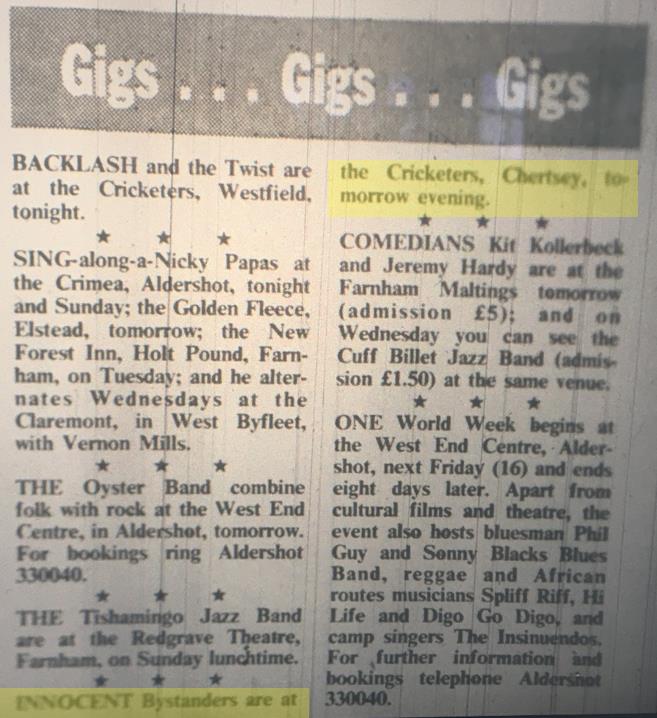 Gigs . . . Gigs . . . Gigs
BACKLASH and the Twist are
at the Cricketers, Westfield,
tonight.
★ ★ ★
SING-along-a-Nicky Papas at
the Crimea, Aldershot, tonight
and Sunday; the Golden Fleece,
Elstead, tomorrow; the New
Forest Inn, Holt Pound, Farn-
ham, on Tuesday; and he alter-
nates Wednesdays at the
Claremont, in West Byfleet,
with Vernon Mills.
★ ★ ★
THE Oyster Band combine
folk with rock at the West End
Centre, in Aldershot, tomorrow.
For bookings ring Aldershot
330040.
★ ★ ★
THE Tishamingo Jazz Band
are at the Redgrave Theatre,
Farnham, on Sunday lunchtime.
★ ★ ★
INNOCENT Bystanders are at
the Cricketers, Chertsey, to-
morrow evening.
★ ★ ★
COMEDIANS Kit Kollerbeck
and Jeremy Hardy are at the
Farnham Maltings tomorrow
(admission £5); and on
Wednesday you can see the
Cuff Billet Jazz Band (admis-
sion £1.50) at the same venue.
★ ★ ★
ONE World Week begins at
the West End Centre, Alder-
shot, next Friday (16) and ends
eight days later. Apart from
cultural films and theatre, the
event also hosts bluesman Phil
Guy and Sonny Blacks Blues
Band, reggae and African
routes musicians Spliff Riff, Hi
Life and Digo Go Digo, and
camp singers The Insinuendos.
For further information and
bookings telephone Aldershot
330040.